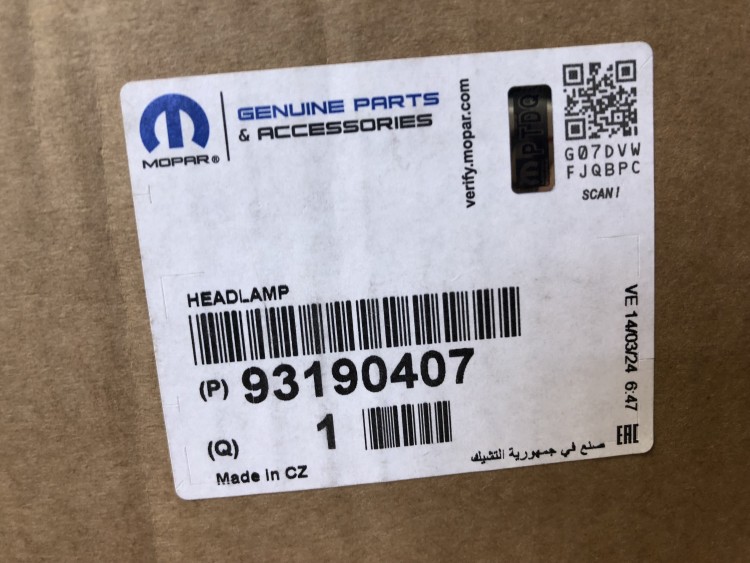 MOPAR®
GENUINE PARTS
& ACCESSORIES
verify.mopar.com
MPTDQ
G07DVW
FJQBPC
SCAN!
HEADLAMP
(P) 93190407
(Q) 1
Made in CZ
صنع في جمهورية التشيك
VE 14/03/24 6:47
EAC